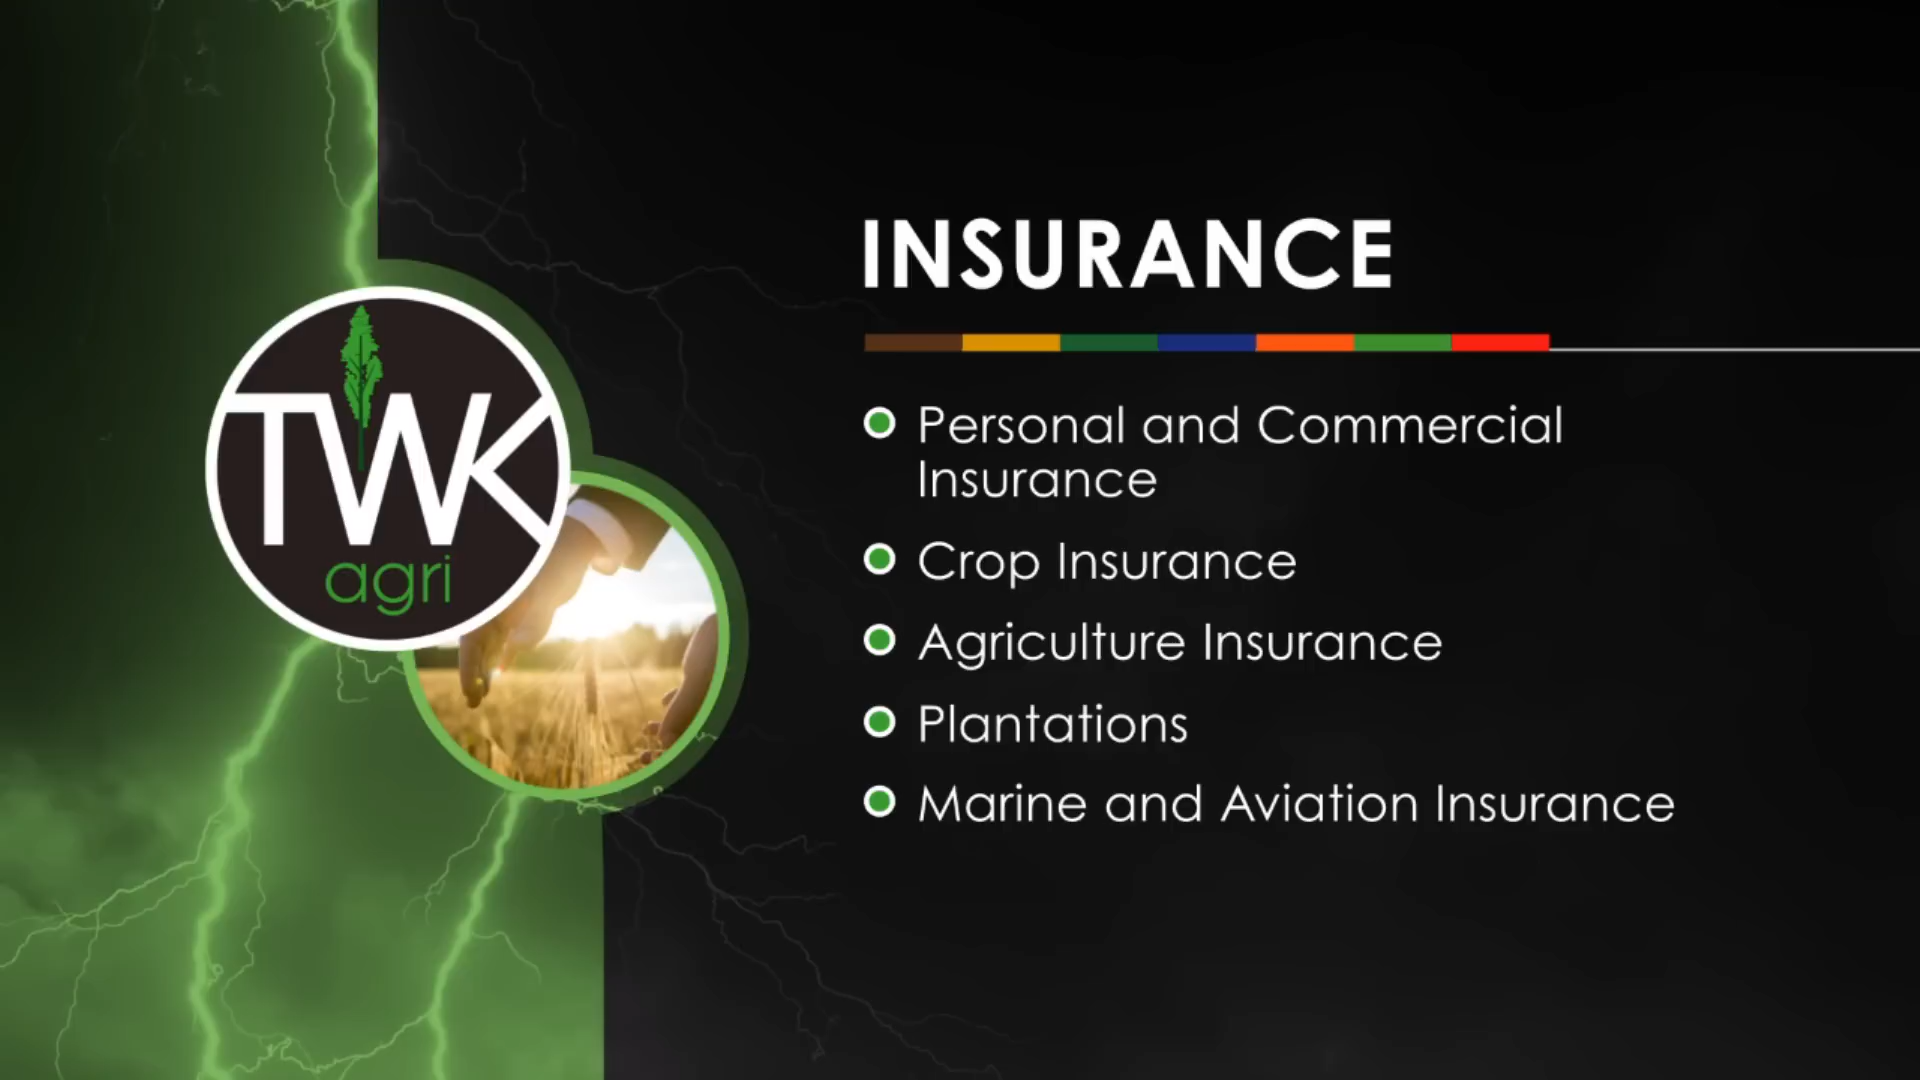 TWK
agri
INSURANCE
Personal and Commercial
Insurance
Crop Insurance
Agriculture Insurance
Plantations
Marine and Aviation Insurance